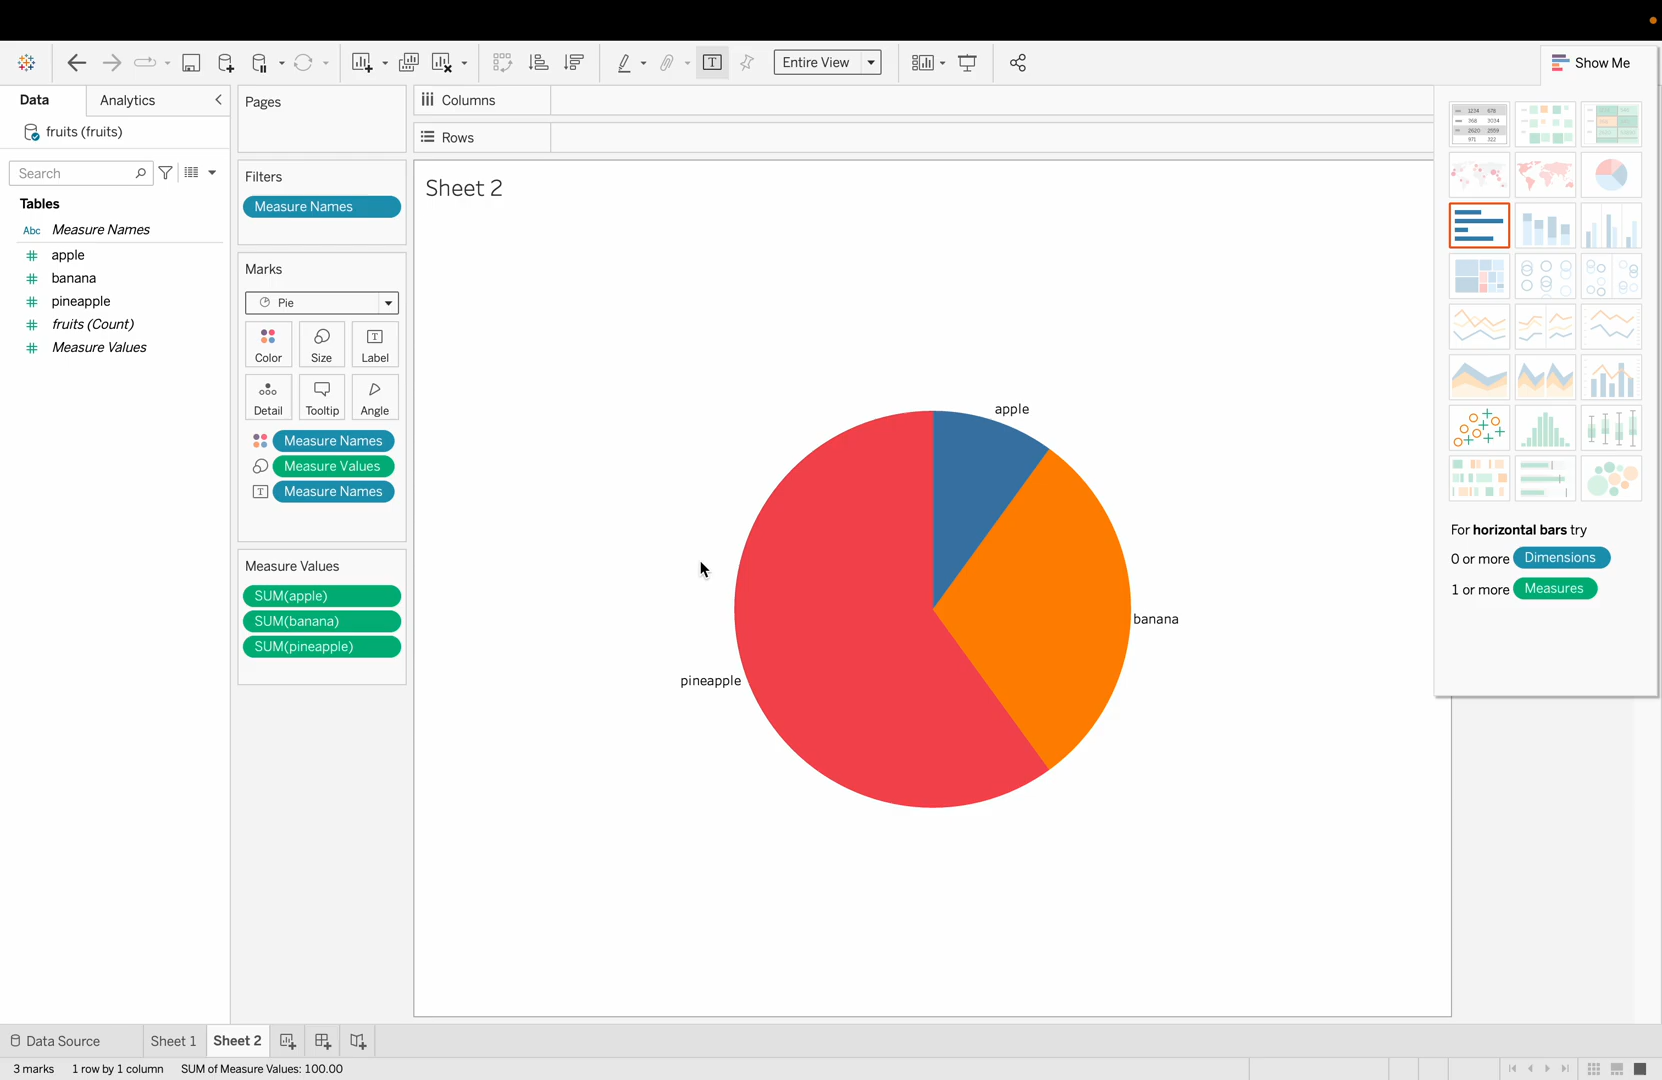 Entire View
Show Me
Data
Analytics
Pages
Columns
fruits (fruits)
Rows
Search
Filters
Sheet 2
Measure Names
Tables
Abc Measure Names
apple
banana
pineapple
fruits (Count)
Measure Values
Marks
Pie
Color
Size
Label
Detail
Tooltip
Angle
Measure Names
Measure Values
Measure Names
Measure Values
SUM(apple)
SUM(banana)
SUM(pineapple)
apple
banana
pineapple
For horizontal bars try
0 or more Dimensions
1 or more Measures
Data Source
Sheet 1
Sheet 2
3 marks
1 row by 1 column
SUM of Measure Values: 100.00